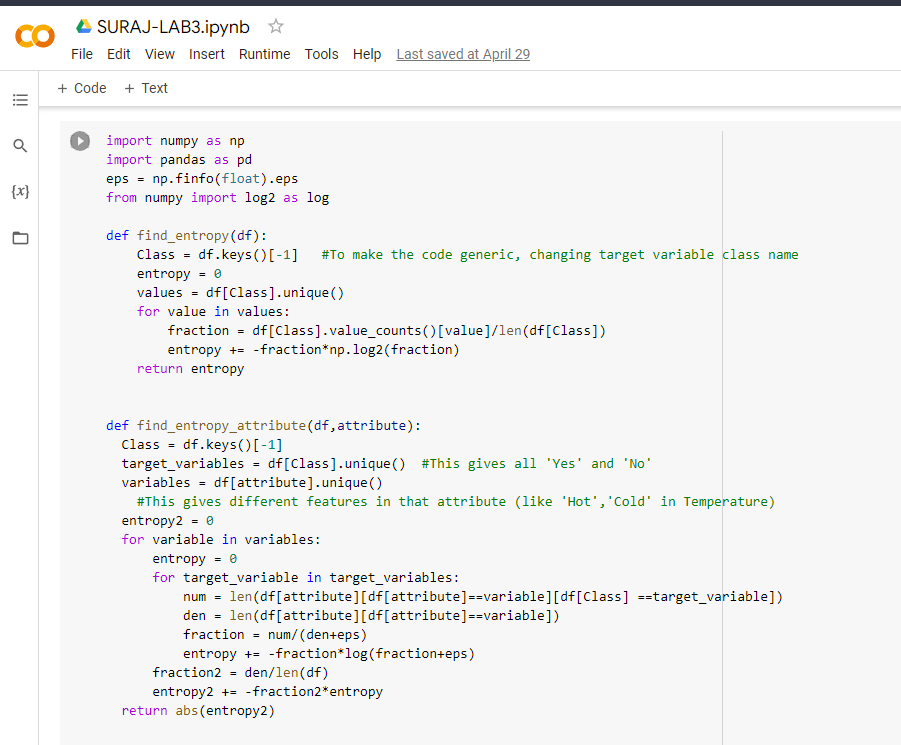 SURAJ-LAB3.ipynb
File Edit View Insert Runtime Tools Help Last saved at April 29
+ Code + Text
{x}
import numpy as np
import pandas as pd
eps = np.finfo(float).eps
from numpy import log2 as log
def find_entropy(df):
    Class = df.keys()[-1]   #To make the code generic, changing target variable class name
    entropy = 0
    values = df[Class].unique()
    for value in values:
        fraction = df[Class].value_counts()[value]/len(df[Class])
        entropy += -fraction*np.log2(fraction)
    return entropy
def find_entropy_attribute(df,attribute):
  Class = df.keys()[-1]
  target_variables = df[Class].unique()  #This gives all 'Yes' and 'No'
  variables = df[attribute].unique()
    #This gives different features in that attribute (like 'Hot','Cold' in Temperature)
  entropy2 = 0
  for variable in variables:
      entropy = 0
      for target_variable in target_variables:
          num = len(df[attribute][df[attribute]==variable][df[Class] ==target_variable])
          den = len(df[attribute][df[attribute]==variable])
          fraction = num/(den+eps)
          entropy += -fraction*log(fraction+eps)
      fraction2 = den/len(df)
      entropy2 += -fraction2*entropy
  return abs(entropy2)